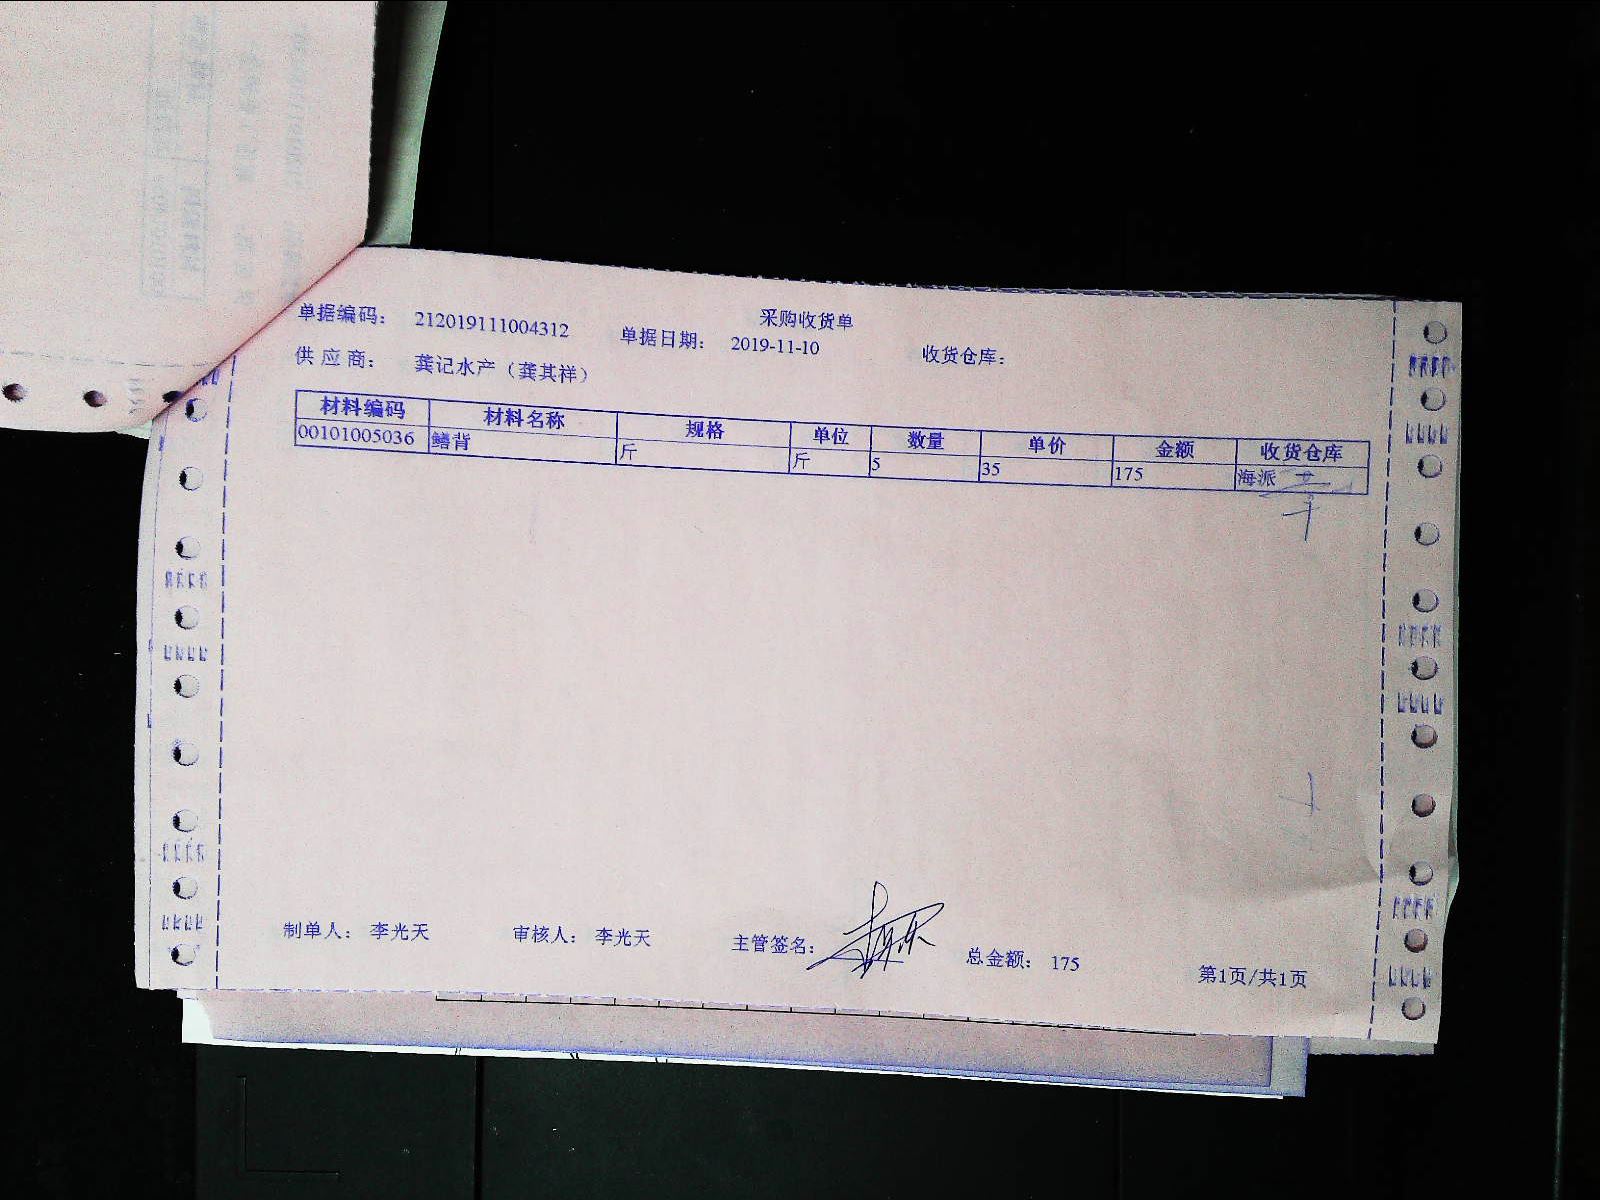 采购收货单
单据编码： 212019111004312 单据日期： 2019-11-10 收货仓库：
供 应 商： 龚记水产（龚其祥）
材料编码 材料名称 规格 单位 数量 单价 金额 收货仓库
00101005036 鳝背 斤 斤 5 35 175 海派
制单人： 李光天 审核人： 李光天 主管签名： 总金额： 175 第1页/共1页